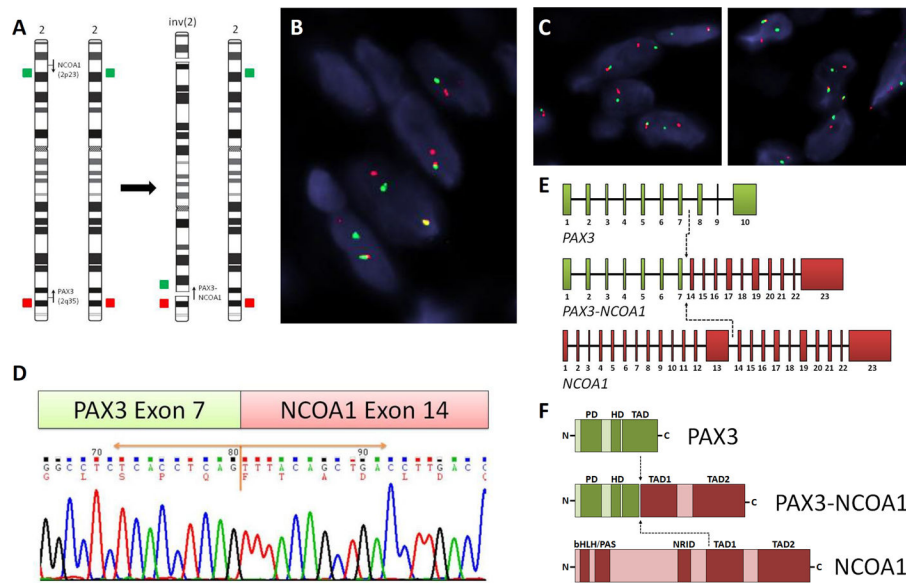 A
2
2
inv(2)
2
NCOA1
(2p23)
PAX3
(2q35)
PAX3-
NCOA1
B
C
E
1 2 3 4 5 6 7 8 9 10
PAX3
1 2 3 4 5 6 7 14 15 16 17 18 19 20 21 22 23
PAX3-NCOA1
1 2 3 4 5 6 7 8 9 10 11 12 13 14 15 16 17 18 19 20 21 22 23
NCOA1
D
PAX3 Exon 7 NCOA1 Exon 14
70 80 90
G G C C T C T C A C C T C A G T T T A C A G C T G A C C T T G A C C
G L S P Q F T A D L D Q
F
PD HD TAD
N C PAX3
PD HD TAD1 TAD2
N C PAX3-NCOA1
bHLH/PAS NRID TAD1 TAD2
N C NCOA1